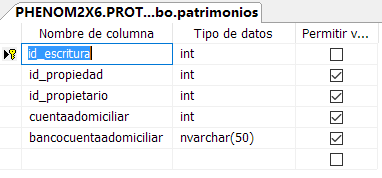 PHENOM2X6.PROT...bo.patrimonios
Nombre de columna Tipo de datos Permitir v...
id_escritura int
id_propiedad int
id_propietario int
cuentaadomiciliar int
bancocuentaadomiciliar nvarchar(50)